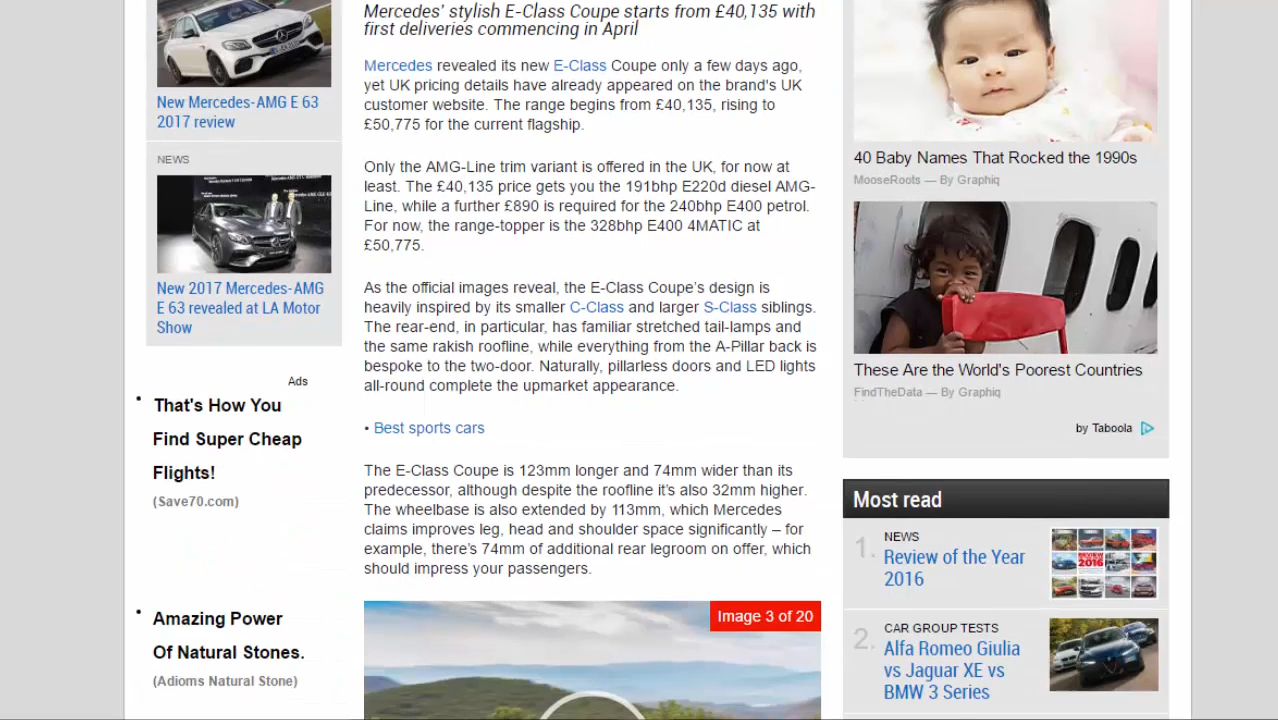 New Mercedes-AMG E 63
2017 review
NEWS
New 2017 Mercedes-AMG
E 63 revealed at LA Motor
Show
Ads
• That's How You
Find Super Cheap
Flights!
(Save70.com)
• Amazing Power
Of Natural Stones.
(Adioms Natural Stone)
Mercedes' stylish E-Class Coupe starts from £40,135 with
first deliveries commencing in April
Mercedes revealed its new E-Class Coupe only a few days ago,
yet UK pricing details have already appeared on the brand's UK
customer website. The range begins from £40,135, rising to
£50,775 for the current flagship.
Only the AMG-Line trim variant is offered in the UK, for now at
least. The £40,135 price gets you the 191bhp E220d diesel AMG-
Line, while a further £890 is required for the 240bhp E400 petrol.
For now, the range-topper is the 328bhp E400 4MATIC at
£50,775.
As the official images reveal, the E-Class Coupe's design is
heavily inspired by its smaller C-Class and larger S-Class siblings.
The rear-end, in particular, has familiar stretched tail-lamps and
the same rakish roofline, while everything from the A-Pillar back is
bespoke to the two-door. Naturally, pillarless doors and LED lights
all-round complete the upmarket appearance.
• Best sports cars
The E-Class Coupe is 123mm longer and 74mm wider than its
predecessor, although despite the roofline it's also 32mm higher.
The wheelbase is also extended by 113mm, which Mercedes
claims improves leg, head and shoulder space significantly – for
example, there's 74mm of additional rear legroom on offer, which
should impress your passengers.
Image 3 of 20
40 Baby Names That Rocked the 1990s
MooseRoots — By Graphiq
These Are the World's Poorest Countries
FindTheData — By Graphiq
by Taboola
Most read
1. NEWS
Review of the Year
2016
REVIEW
2016
2. CAR GROUP TESTS
Alfa Romeo Giulia
vs Jaguar XE vs
BMW 3 Series